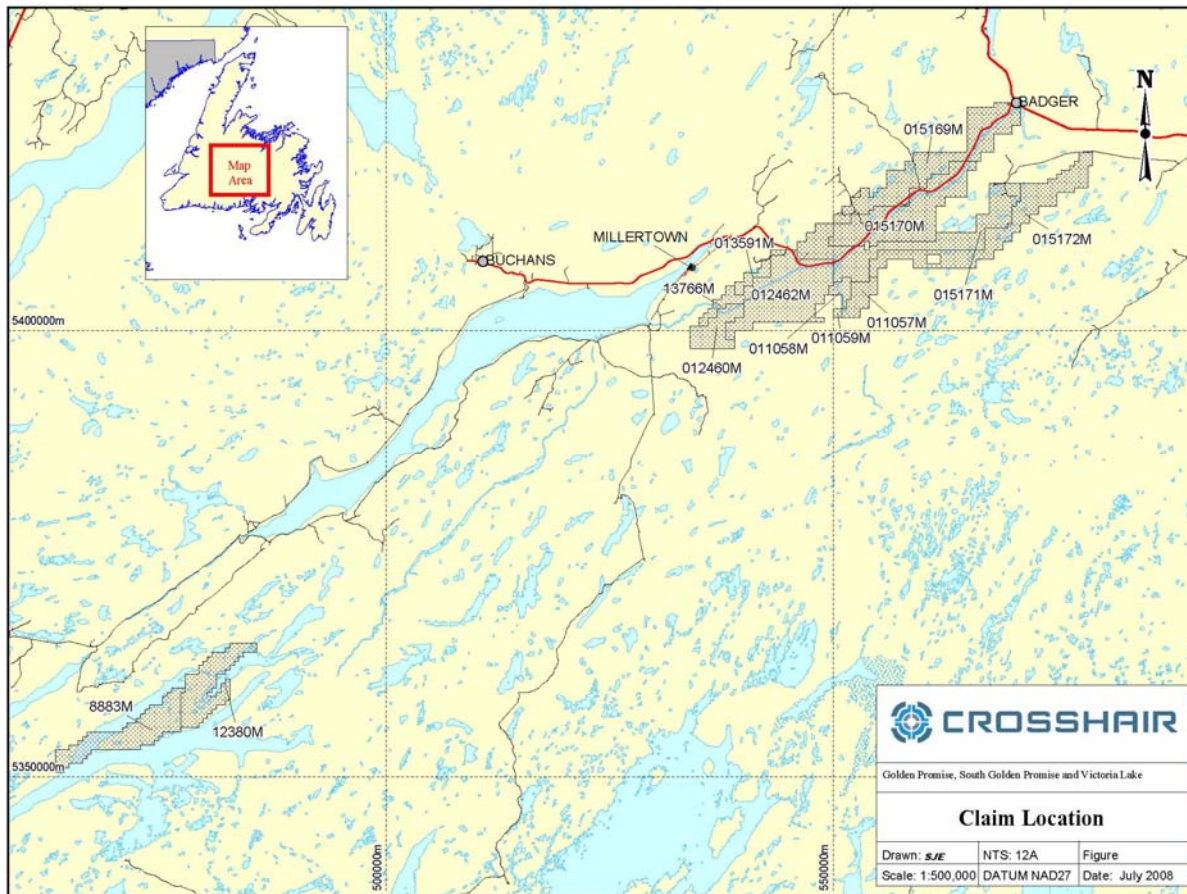 Map
Area
N
BADGER
015169M
MILLERTOWN
013591M
015170M
015172M
BUCHANS
13766M
012462M
015171M
5400000m
011057M
011059M
011058M
012460M
8883M
12380M
5350000m
500000m
550000m
CROSSHAIR
Golden Promise, South Golden Promise and Victoria Lake
Claim Location
Drawn: SJE NTS: 12A Figure
Scale: 1:500,000 DATUM NAD27 Date: July 2008